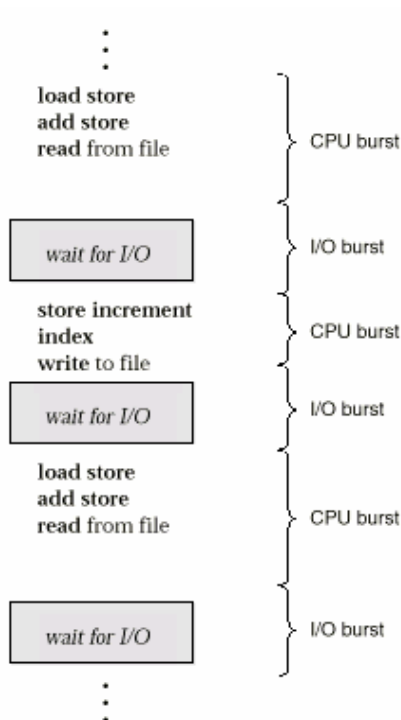 load store
add store
read from file
CPU burst
wait for I/O
I/O burst
store increment
index
write to file
CPU burst
wait for I/O
I/O burst
load store
add store
read from file
CPU burst
wait for I/O
I/O burst